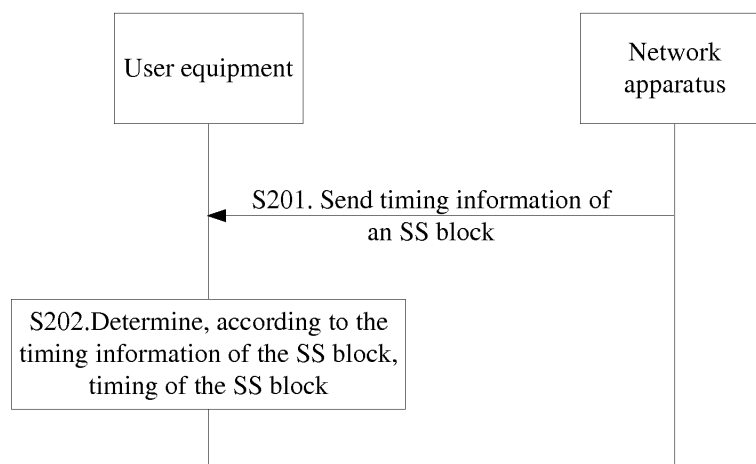 User equipment
Network
apparatus
S201. Send timing information of
an SS block
S202.Determine, according to the
timing information of the SS block,
timing of the SS block